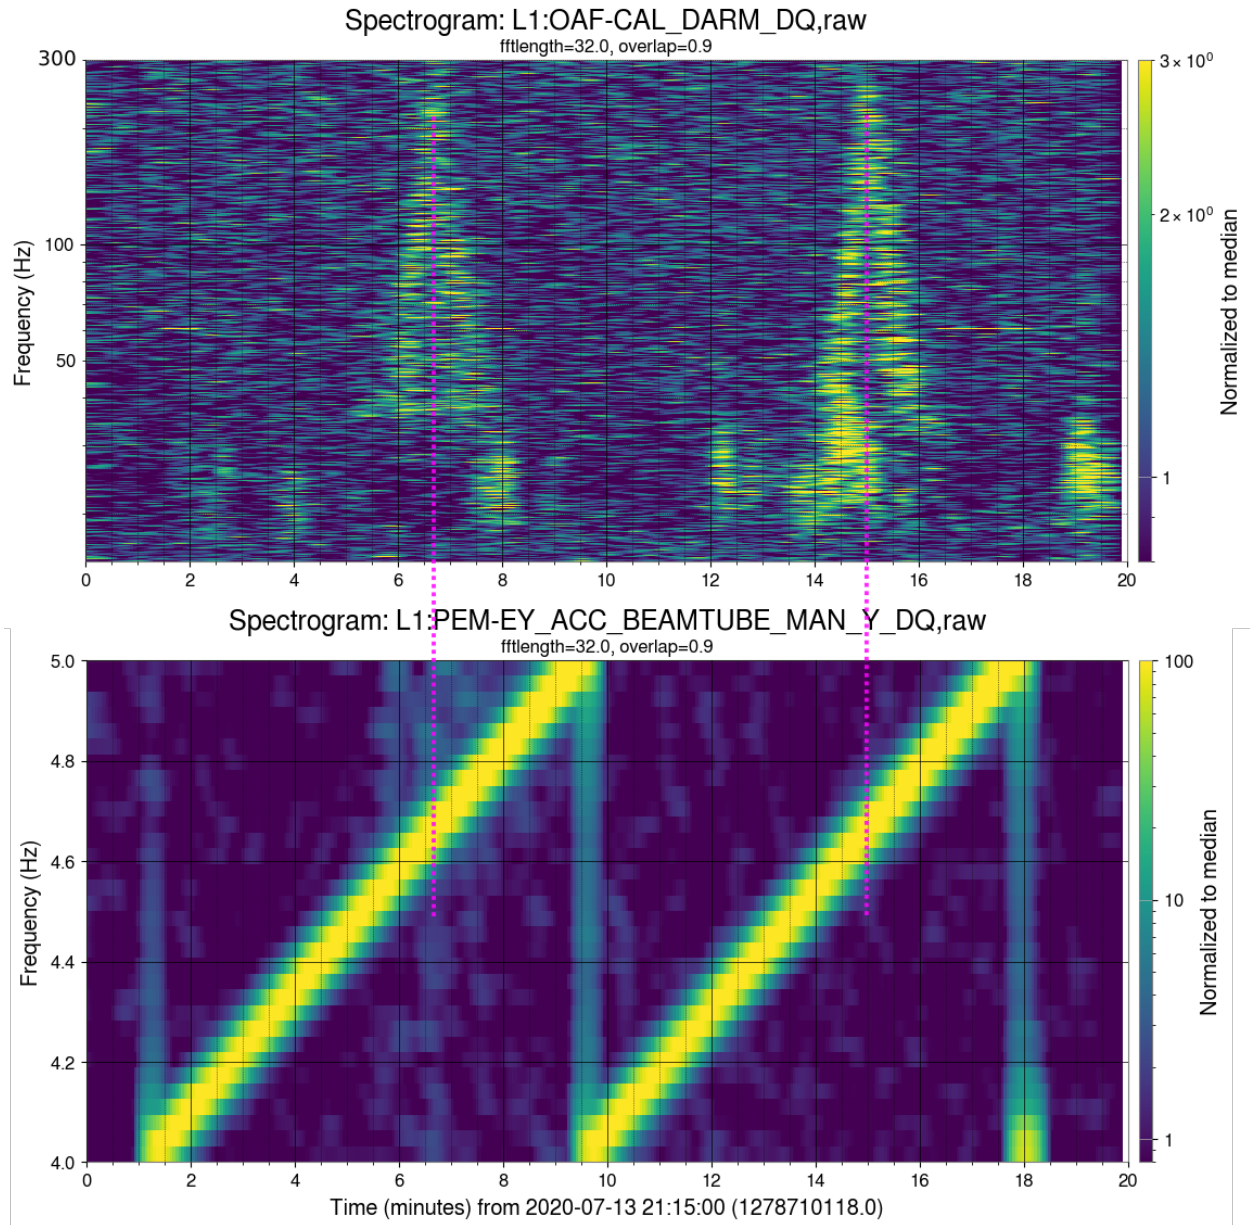 Spectrogram: L1:OAF-CAL_DARM_DQ,raw
fftlength=32.0, overlap=0.9
300
100
50
Frequency (Hz)
0 2 4 6 8 10 12 14 16 18 20
3 × 10⁰
2 × 10⁰
1
Normalized to median
Spectrogram: L1:PEM-EY_ACC_BEAMTUBE_MAN_Y_DQ,raw
fftlength=32.0, overlap=0.9
5.0
4.8
4.6
4.4
4.2
4.0
Frequency (Hz)
0 2 4 6 8 10 12 14 16 18 20
100
10
1
Normalized to median
Time (minutes) from 2020-07-13 21:15:00 (1278710118.0)